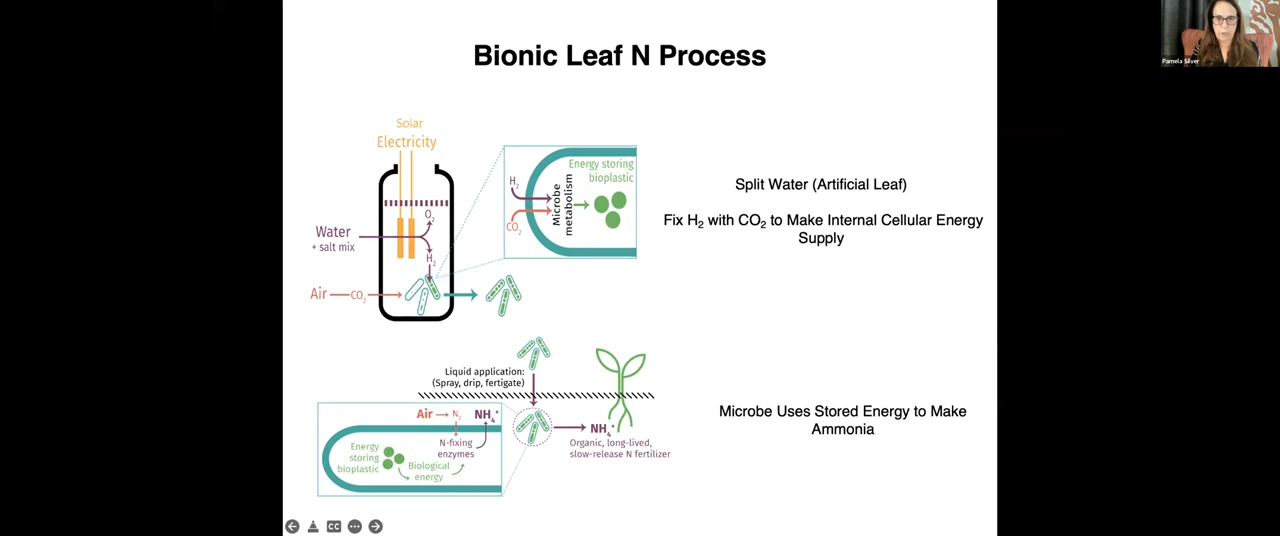 Bionic Leaf N Process
Pamela Silver
Solar
Electricity
O2
Water
+ salt mix
H2
Air
CO2
H2
CO2
Microbe
metabolism
Energy storing
bioplastic
Split Water (Artificial Leaf)
Fix H2 with CO2 to Make Internal Cellular Energy
Supply
Liquid application:
(Spray, drip, fertigate)
Air
N2
NH4+
N-fixing
enzymes
Energy
storing
bioplastic
Biological
energy
NH4+
Organic, long-lived,
slow-release N fertilizer
Microbe Uses Stored Energy to Make
Ammonia
CC